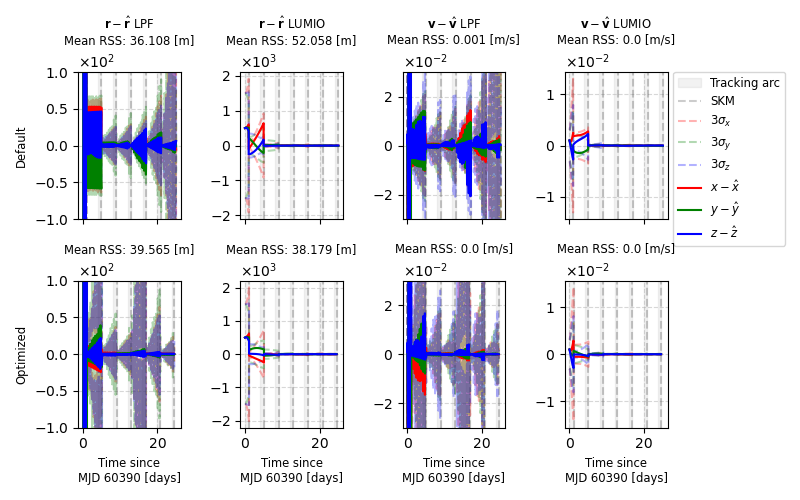 r − r̂ LPF
Mean RSS: 36.108 [m]
r − r̂ LUMIO
Mean RSS: 52.058 [m]
v − v̂ LPF
Mean RSS: 0.001 [m/s]
v − v̂ LUMIO
Mean RSS: 0.0 [m/s]
×10²
×10³
×10⁻²
×10⁻²
Default
1.0
0.5
0.0
−0.5
−1.0
2
1
0
−1
−2
2
0
−2
1
0
−1
Tracking arc
SKM
3σₓ
3σᵧ
3σ_z
x − x̂
y − ŷ
z − ẑ
Mean RSS: 39.565 [m]
Mean RSS: 38.179 [m]
Mean RSS: 0.0 [m/s]
Mean RSS: 0.0 [m/s]
×10²
×10³
×10⁻²
×10⁻²
Optimized
1.0
0.5
0.0
−0.5
−1.0
2
1
0
−1
−2
2
0
−2
1
0
−1
0 20
0 20
0 20
0 20
Time since
MJD 60390 [days]
Time since
MJD 60390 [days]
Time since
MJD 60390 [days]
Time since
MJD 60390 [days]